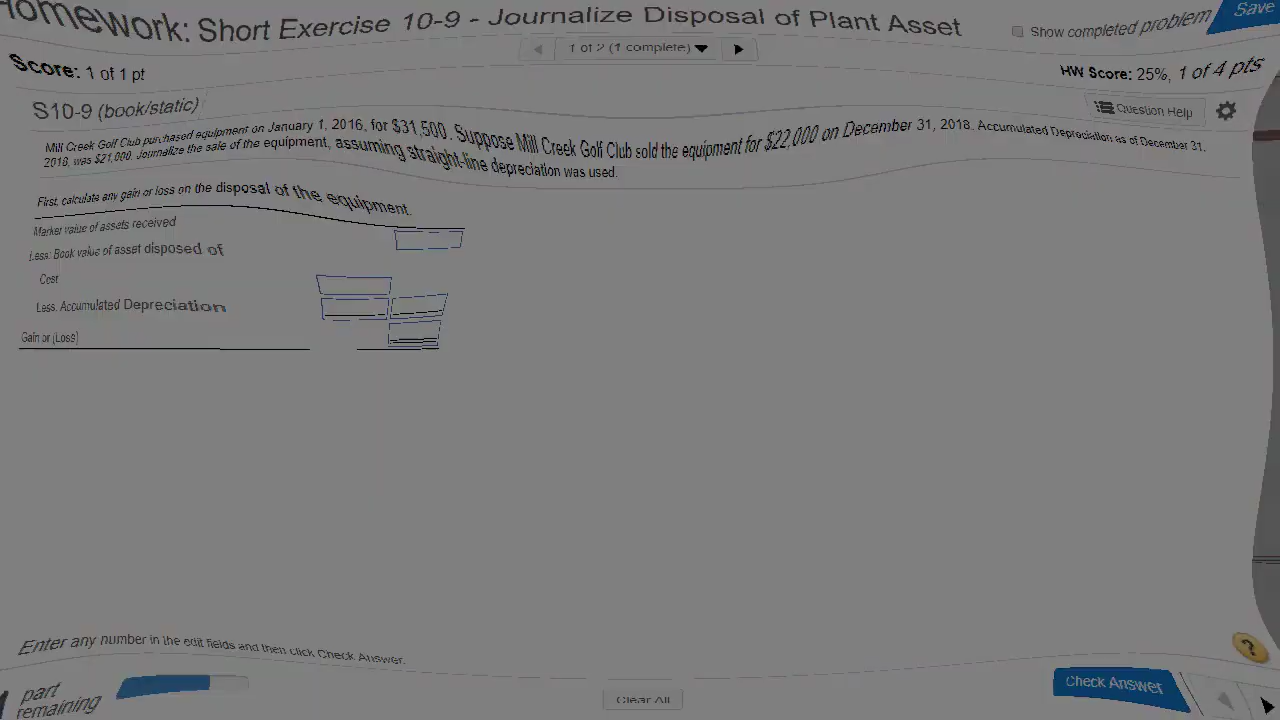 Homework: Short Exercise 10-9 - Journalize Disposal of Plant Asset
Show completed problem
Save
1 of 2 (1 complete)
Score: 1 of 1 pt
HW Score: 25%, 1 of 4 pts
S10-9 (book/static)
Question Help
Mill Creek Golf Club purchased equipment on January 1, 2016, for $31,500. Suppose Mill Creek Golf Club sold the equipment for $22,000 on December 31, 2018. Accumulated Depreciation as of December 31,
2018, was $21,000. Journalize the sale of the equipment, assuming straight-line depreciation was used.
First, calculate any gain or loss on the disposal of the equipment.
Market value of assets received
Less: Book value of asset disposed of
Cost
Less: Accumulated Depreciation
Gain or (Loss)
Enter any number in the edit fields and then click Check Answer.
?
part
remaining
Clear All
Check Answer